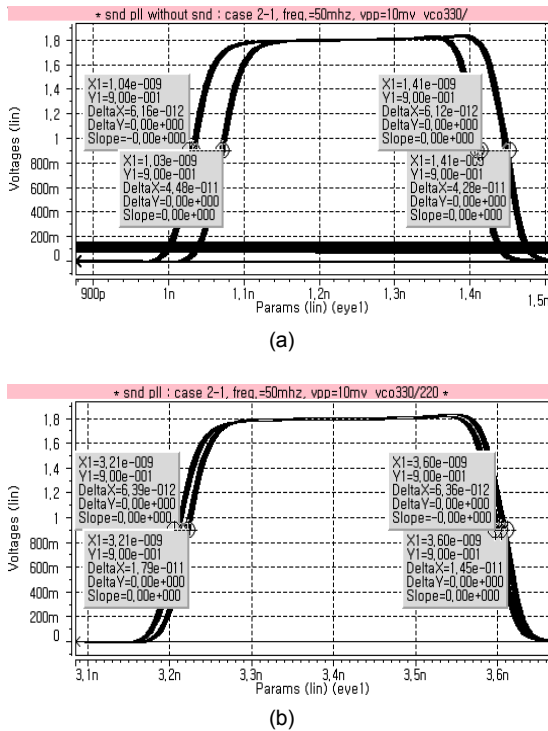 * snd pll without snd : case 2-1, freq.=50mhz, vpp=10mv vco330/
Voltages (lin)
1.8
1.6
1.4
1.2
1
800m
600m
400m
200m
0
X1=1.04e-009
Y1=9.00e-001
DeltaX=6.16e-012
DeltaY=0.00e+000
Slope=-0.00e+000
X1=1.03e-009
Y1=9.00e-001
DeltaX=4.48e-011
DeltaY=0.00e+000
Slope=0.00e+000
X1=1.41e-009
Y1=9.00e-001
DeltaX=6.12e-012
DeltaY=0.00e+000
Slope=0.00e+000
X1=1.41e-009
Y1=9.00e-001
DeltaX=4.28e-011
DeltaY=0.00e+000
Slope=0.00e+000
900p 1n 1.1n 1.2n 1.3n 1.4n 1.5n
Params (lin) (eye1)
(a)
* snd pll : case 2-1, freq.=50mhz, vpp=10mv vco330/220 *
Voltages (lin)
1.8
1.6
1.4
1.2
1
800m
600m
400m
200m
0
X1=3.21e-009
Y1=9.00e-001
DeltaX=6.39e-012
DeltaY=0.00e+000
Slope=0.00e+000
X1=3.21e-009
Y1=9.00e-001
DeltaX=1.79e-011
DeltaY=0.00e+000
Slope=0.00e+000
X1=3.60e-009
Y1=9.00e-001
DeltaX=6.36e-012
DeltaY=0.00e+000
Slope=-0.00e+000
X1=3.60e-009
Y1=9.00e-001
DeltaX=1.45e-011
DeltaY=0.00e+000
Slope=0.00e+000
3.1n 3.2n 3.3n 3.4n 3.5n 3.6n
Params (lin) (eye1)
(b)